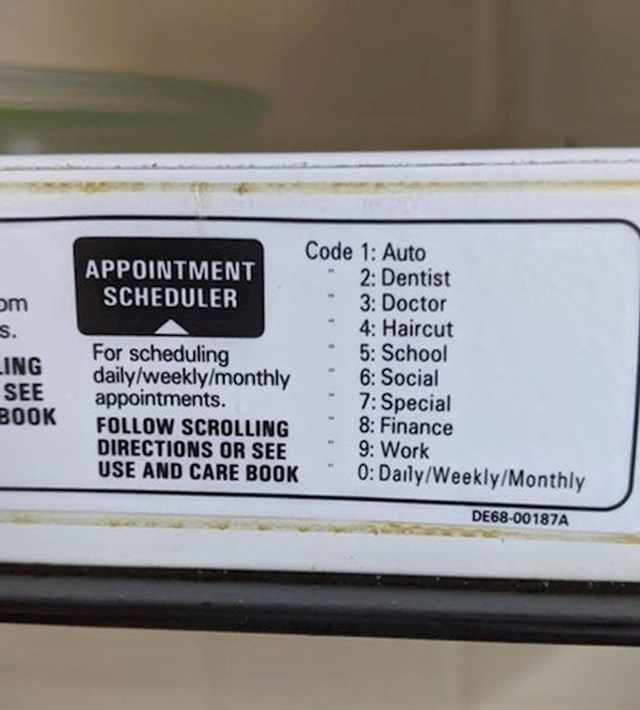 om
s.
LING
SEE
BOOK
APPOINTMENT
SCHEDULER
For scheduling
daily/weekly/monthly
appointments.
FOLLOW SCROLLING
DIRECTIONS OR SEE
USE AND CARE BOOK
Code 1: Auto
" 2: Dentist
" 3: Doctor
" 4: Haircut
" 5: School
" 6: Social
" 7: Special
" 8: Finance
" 9: Work
" 0: Daily/Weekly/Monthly
DE68-00187A